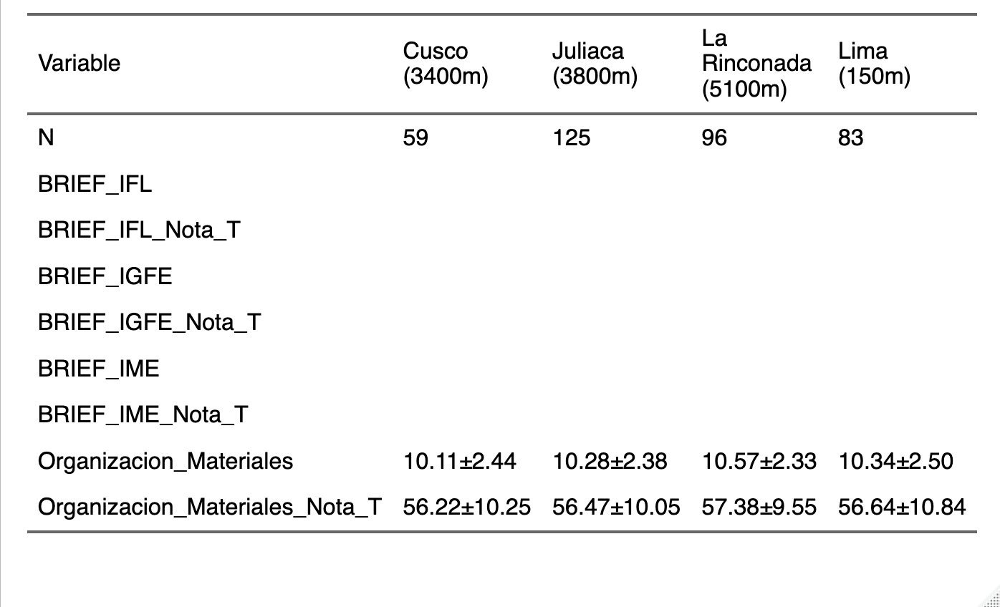 Variable Cusco (3400m) Juliaca (3800m) La Rinconada (5100m) Lima (150m)
N 59 125 96 83
BRIEF_IFL
BRIEF_IFL_Nota_T
BRIEF_IGFE
BRIEF_IGFE_Nota_T
BRIEF_IME
BRIEF_IME_Nota_T
Organizacion_Materiales 10.11±2.44 10.28±2.38 10.57±2.33 10.34±2.50
Organizacion_Materiales_Nota_T 56.22±10.25 56.47±10.05 57.38±9.55 56.64±10.84